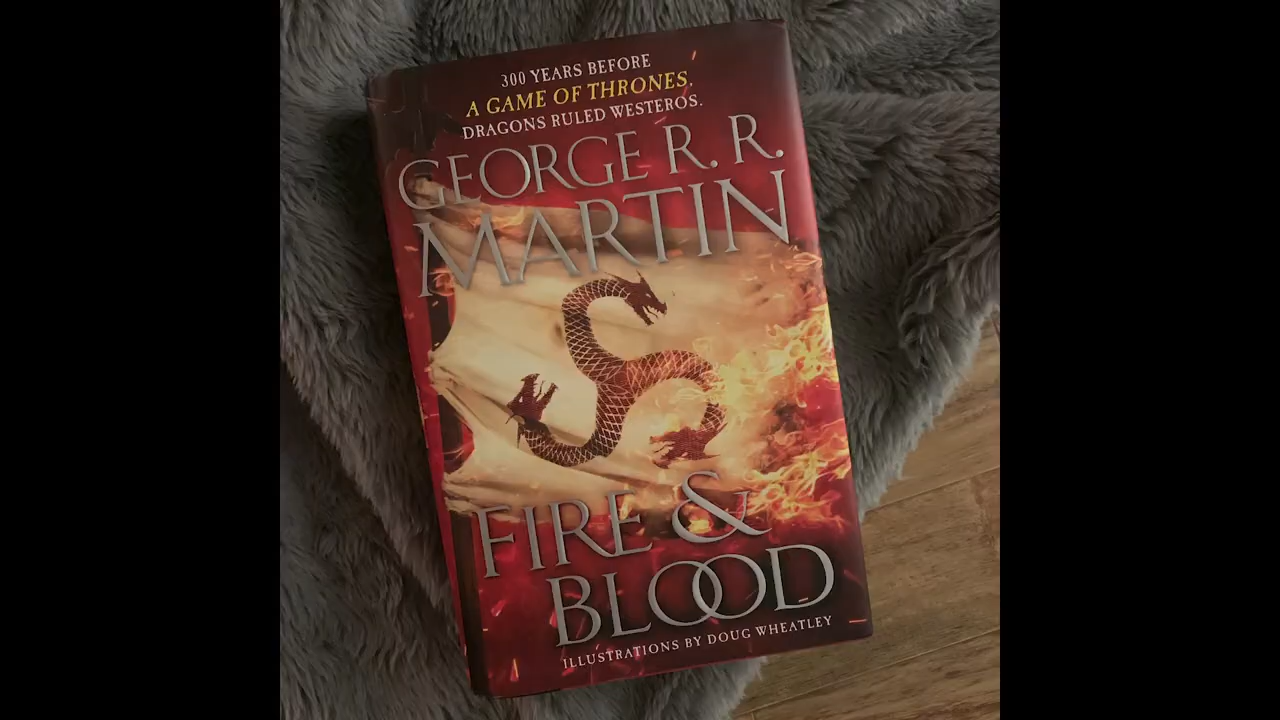 300 YEARS BEFORE
A GAME OF THRONES,
DRAGONS RULED WESTEROS.
GEORGE R. R.
MARTIN
FIRE &
BLOOD
ILLUSTRATIONS BY DOUG WHEATLEY